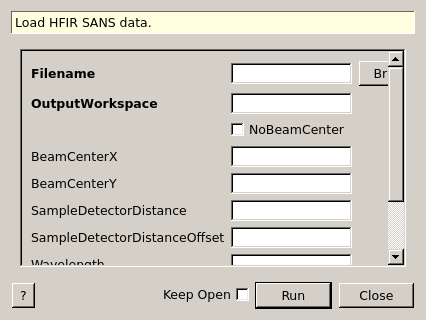 Load HFIR SANS data.
Filename
Br
OutputWorkspace
NoBeamCenter
BeamCenterX
BeamCenterY
SampleDetectorDistance
SampleDetectorDistanceOffset
Wavelength
?
Keep Open
Run
Close